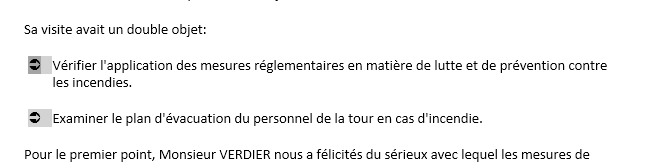 Sa visite avait un double objet:
➲ Vérifier l'application des mesures réglementaires en matière de lutte et de prévention contre
les incendies.
➲ Examiner le plan d'évacuation du personnel de la tour en cas d'incendie.
Pour le premier point, Monsieur VERDIER nous a félicités du sérieux avec lequel les mesures de